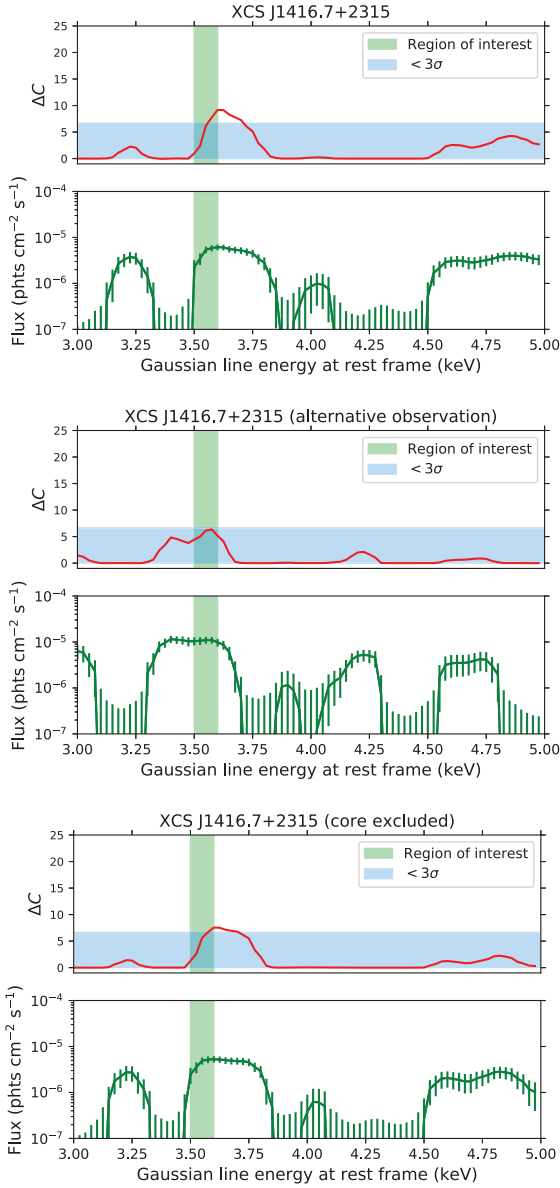 XCS J1416.7+2315
ΔC
25
20
15
10
5
0
Region of interest
< 3σ
Flux (phts cm⁻² s⁻¹)
10⁻⁴
10⁻⁵
10⁻⁶
10⁻⁷
3.00 3.25 3.50 3.75 4.00 4.25 4.50 4.75 5.00
Gaussian line energy at rest frame (keV)
XCS J1416.7+2315 (alternative observation)
ΔC
25
20
15
10
5
0
Region of interest
< 3σ
Flux (phts cm⁻² s⁻¹)
10⁻⁴
10⁻⁵
10⁻⁶
10⁻⁷
3.00 3.25 3.50 3.75 4.00 4.25 4.50 4.75 5.00
Gaussian line energy at rest frame (keV)
XCS J1416.7+2315 (core excluded)
ΔC
25
20
15
10
5
0
Region of interest
< 3σ
Flux (phts cm⁻² s⁻¹)
10⁻⁴
10⁻⁵
10⁻⁶
10⁻⁷
3.00 3.25 3.50 3.75 4.00 4.25 4.50 4.75 5.00
Gaussian line energy at rest frame (keV)